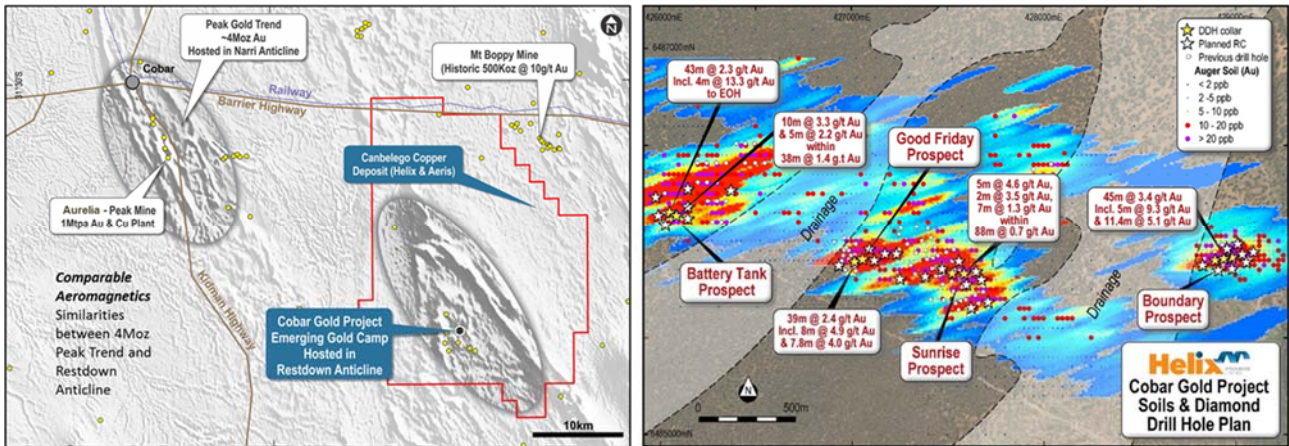 Peak Gold Trend
~4Moz Au
Hosted in Narri Anticline
N
Cobar
31°30'S
Railway
Barrier Highway
Mt Boppy Mine
(Historic 500Koz @ 10g/t Au
Canbelego Copper
Deposit (Helix & Aeris)
Aurelia - Peak Mine
1Mtpa Au & Cu Plant
Kidman Highway
Comparable
Aeromagnetics
Similarities
between 4Moz
Peak Trend and
Restdown
Anticline
Cobar Gold Project
Emerging Gold Camp
Hosted in
Restdown Anticline
10km
426000mE
427000mE
428000mE
429000mE
6487000mN
DDH collar
Planned RC
Previous drill hole
Auger Soil (Au)
< 2 ppb
2 -5 ppb
5 - 10 ppb
10 - 20 ppb
> 20 ppb
43m @ 2.3 g/t Au
Incl. 4m @ 13.3 g/t Au
to EOH
10m @ 3.3 g/t Au
& 5m @ 2.2 g/t Au
within
38m @ 1.4 g.t Au
Good Friday
Prospect
5m @ 4.6 g/t Au,
2m @ 3.5 g/t Au,
7m @ 1.3 g/t Au
within
88m @ 0.7 g/t Au
45m @ 3.4 g/t Au
Incl. 5m @ 9.3 g/t Au
& 11.4m @ 5.1 g/t Au
Drainage
Drainage
Battery Tank
Prospect
39m @ 2.4 g/t Au
Incl. 8m @ 4.9 g/t Au
& 7.8m @ 4.0 g/t Au
Sunrise
Prospect
Boundary
Prospect
N
0
500m
6485000mN
Helix
Cobar Gold Project
Soils & Diamond
Drill Hole Plan